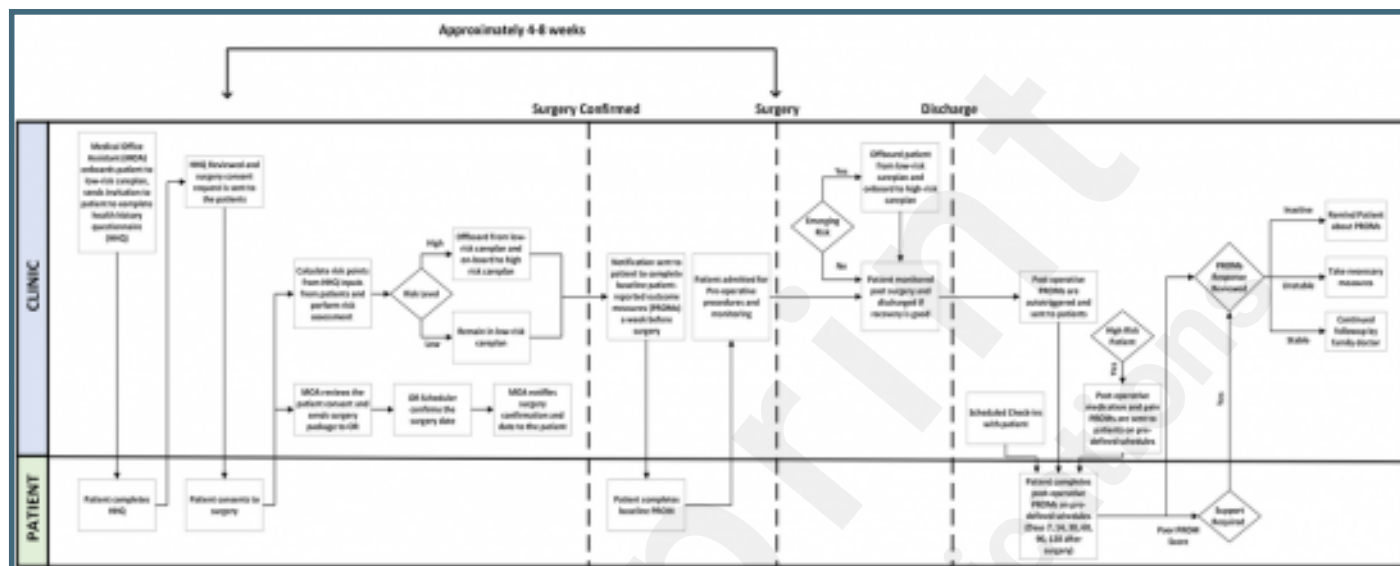 Approximately 4-8 weeks
Surgery Confirmed
Surgery
Discharge
CLINIC
PATIENT
Medical Office
Assistant (MOA)
onboards patient to
low-risk careplan,
sends invitation to
patient to complete
health history
questionnaire
(HHQ)
HHQ Reviewed and
surgery consent
request is sent to
the patients
Calculate risk points
from HHQ inputs
from patients and
perform risk
assessment
Risk Level
High
Low
Offboard from low-
risk careplan and
on-board to high
risk careplan
Remain in low risk
careplan
MOA reviews the
patient consent and
sends surgery
package to OR
OR Scheduler
confirms the
surgery date
MOA notifies
surgery
confirmation and
date to the patient
Notification sent to
patient to complete
baseline patient-
reported outcome
measures (PROMs)
a week before
surgery
Patient admitted for
Pre-operative
procedures and
monitoring
Emerging
Risk
Yes
No
Offboard patient
from low-risk
careplan and
onboard to high-risk
careplan
Patient monitored
post surgery and
discharged if
recovery is good
Post operative
PROMs are
autotriggered and
sent to patients
High Risk
Patient
Yes
Scheduled Check-ins
with patient
Post-operative
medication and pain
PROMs are sent to
patients on pre-
defined schedules
PROMs
Response
Reviewed
Inactive
Unstable
Stable
Remind Patient
about PROMs
Take necessary
measures
Continued
followup by
family doctor
Yes
Patient completes
HHQ
Patient consents to
surgery
Patient completes
baseline PROM
Patient completes
post-operative
PROMs on pre-
defined schedules
surgery)
Poor PROM
Score
Support
Required
print